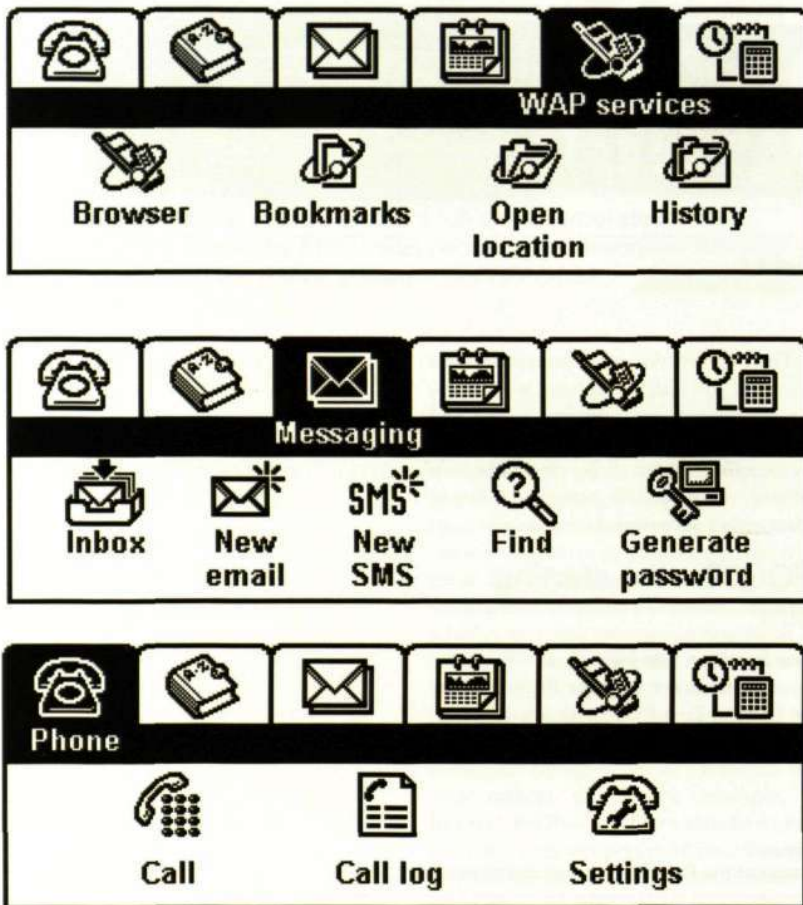 WAP services
Browser Bookmarks Open location History
Messaging
Inbox New email SMS New SMS Find Generate password
Phone
Call Call log Settings